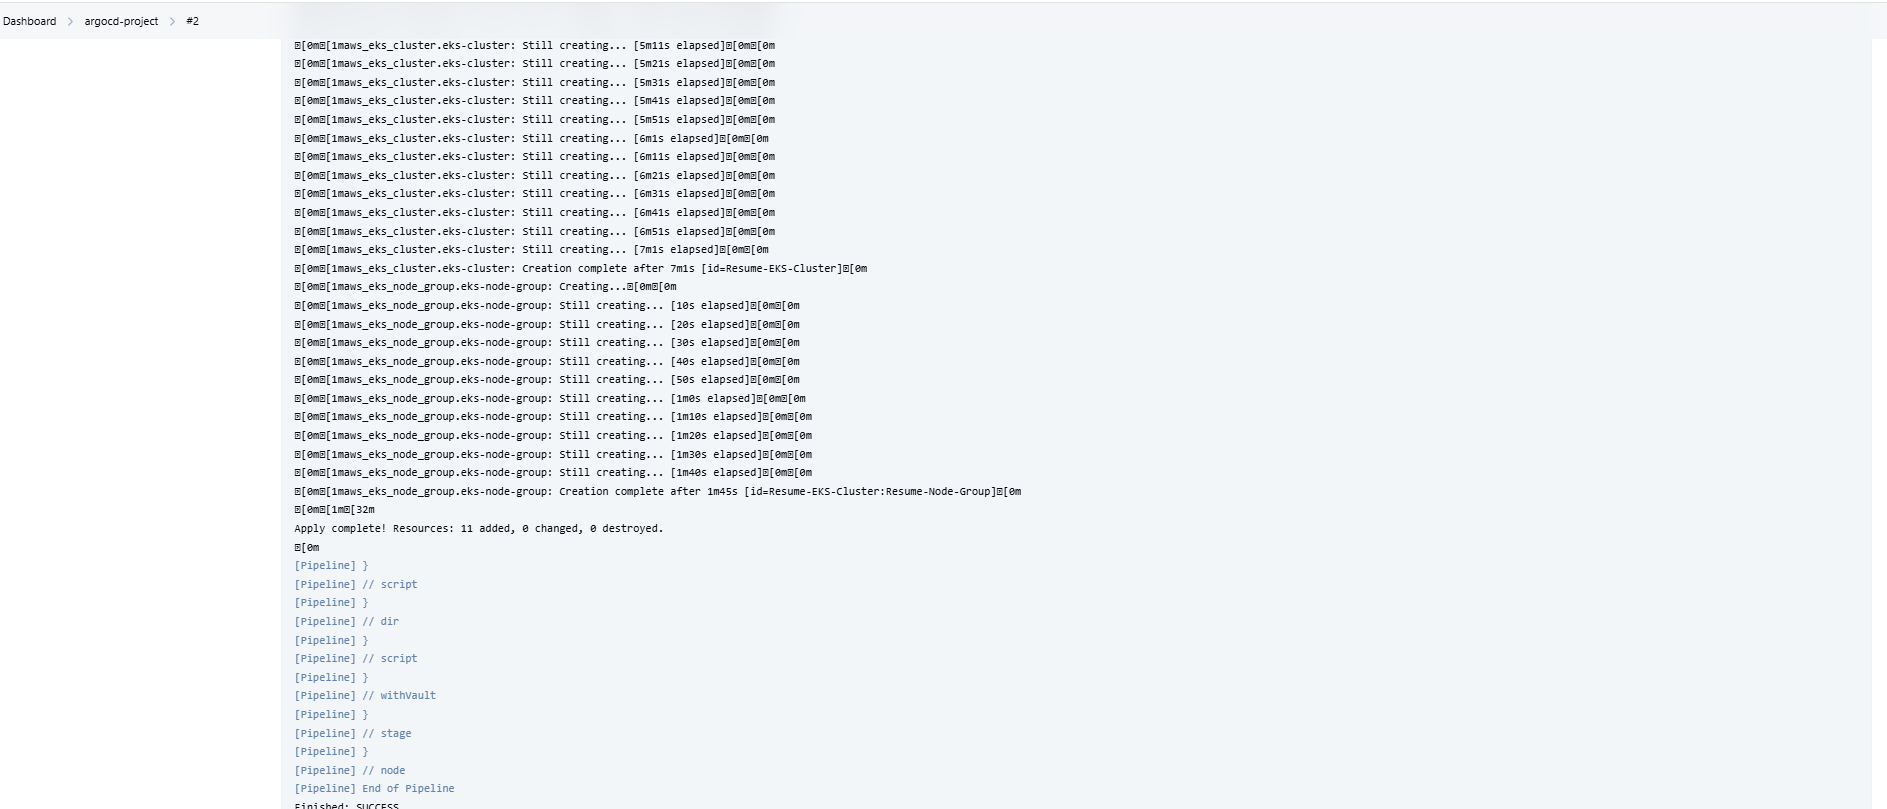 Dashboard > argocd-project > #2
[0m[1maws_eks_cluster.eks-cluster: Still creating... [5m11s elapsed][0m[0m
[0m[1maws_eks_cluster.eks-cluster: Still creating... [5m21s elapsed][0m[0m
[0m[1maws_eks_cluster.eks-cluster: Still creating... [5m31s elapsed][0m[0m
[0m[1maws_eks_cluster.eks-cluster: Still creating... [5m41s elapsed][0m[0m
[0m[1maws_eks_cluster.eks-cluster: Still creating... [5m51s elapsed][0m[0m
[0m[1maws_eks_cluster.eks-cluster: Still creating... [6m1s elapsed][0m[0m
[0m[1maws_eks_cluster.eks-cluster: Still creating... [6m11s elapsed][0m[0m
[0m[1maws_eks_cluster.eks-cluster: Still creating... [6m21s elapsed][0m[0m
[0m[1maws_eks_cluster.eks-cluster: Still creating... [6m31s elapsed][0m[0m
[0m[1maws_eks_cluster.eks-cluster: Still creating... [6m41s elapsed][0m[0m
[0m[1maws_eks_cluster.eks-cluster: Still creating... [6m51s elapsed][0m[0m
[0m[1maws_eks_cluster.eks-cluster: Still creating... [7m1s elapsed][0m[0m
[0m[1maws_eks_cluster.eks-cluster: Creation complete after 7m1s [id=Resume-EKS-Cluster][0m
[0m[1maws_eks_node_group.eks-node-group: Creating...[0m[0m
[0m[1maws_eks_node_group.eks-node-group: Still creating... [10s elapsed][0m[0m
[0m[1maws_eks_node_group.eks-node-group: Still creating... [20s elapsed][0m[0m
[0m[1maws_eks_node_group.eks-node-group: Still creating... [30s elapsed][0m[0m
[0m[1maws_eks_node_group.eks-node-group: Still creating... [40s elapsed][0m[0m
[0m[1maws_eks_node_group.eks-node-group: Still creating... [50s elapsed][0m[0m
[0m[1maws_eks_node_group.eks-node-group: Still creating... [1m0s elapsed][0m[0m
[0m[1maws_eks_node_group.eks-node-group: Still creating... [1m10s elapsed][0m[0m
[0m[1maws_eks_node_group.eks-node-group: Still creating... [1m20s elapsed][0m[0m
[0m[1maws_eks_node_group.eks-node-group: Still creating... [1m30s elapsed][0m[0m
[0m[1maws_eks_node_group.eks-node-group: Still creating... [1m40s elapsed][0m[0m
[0m[1maws_eks_node_group.eks-node-group: Creation complete after 1m45s [id=Resume-EKS-Cluster:Resume-Node-Group][0m
[0m[1m[32m
Apply complete! Resources: 11 added, 0 changed, 0 destroyed.
[0m
[Pipeline] }
[Pipeline] // script
[Pipeline] }
[Pipeline] // dir
[Pipeline] }
[Pipeline] // script
[Pipeline] }
[Pipeline] // withVault
[Pipeline] }
[Pipeline] // stage
[Pipeline] }
[Pipeline] // node
[Pipeline] End of Pipeline
Finished: SUCCESS